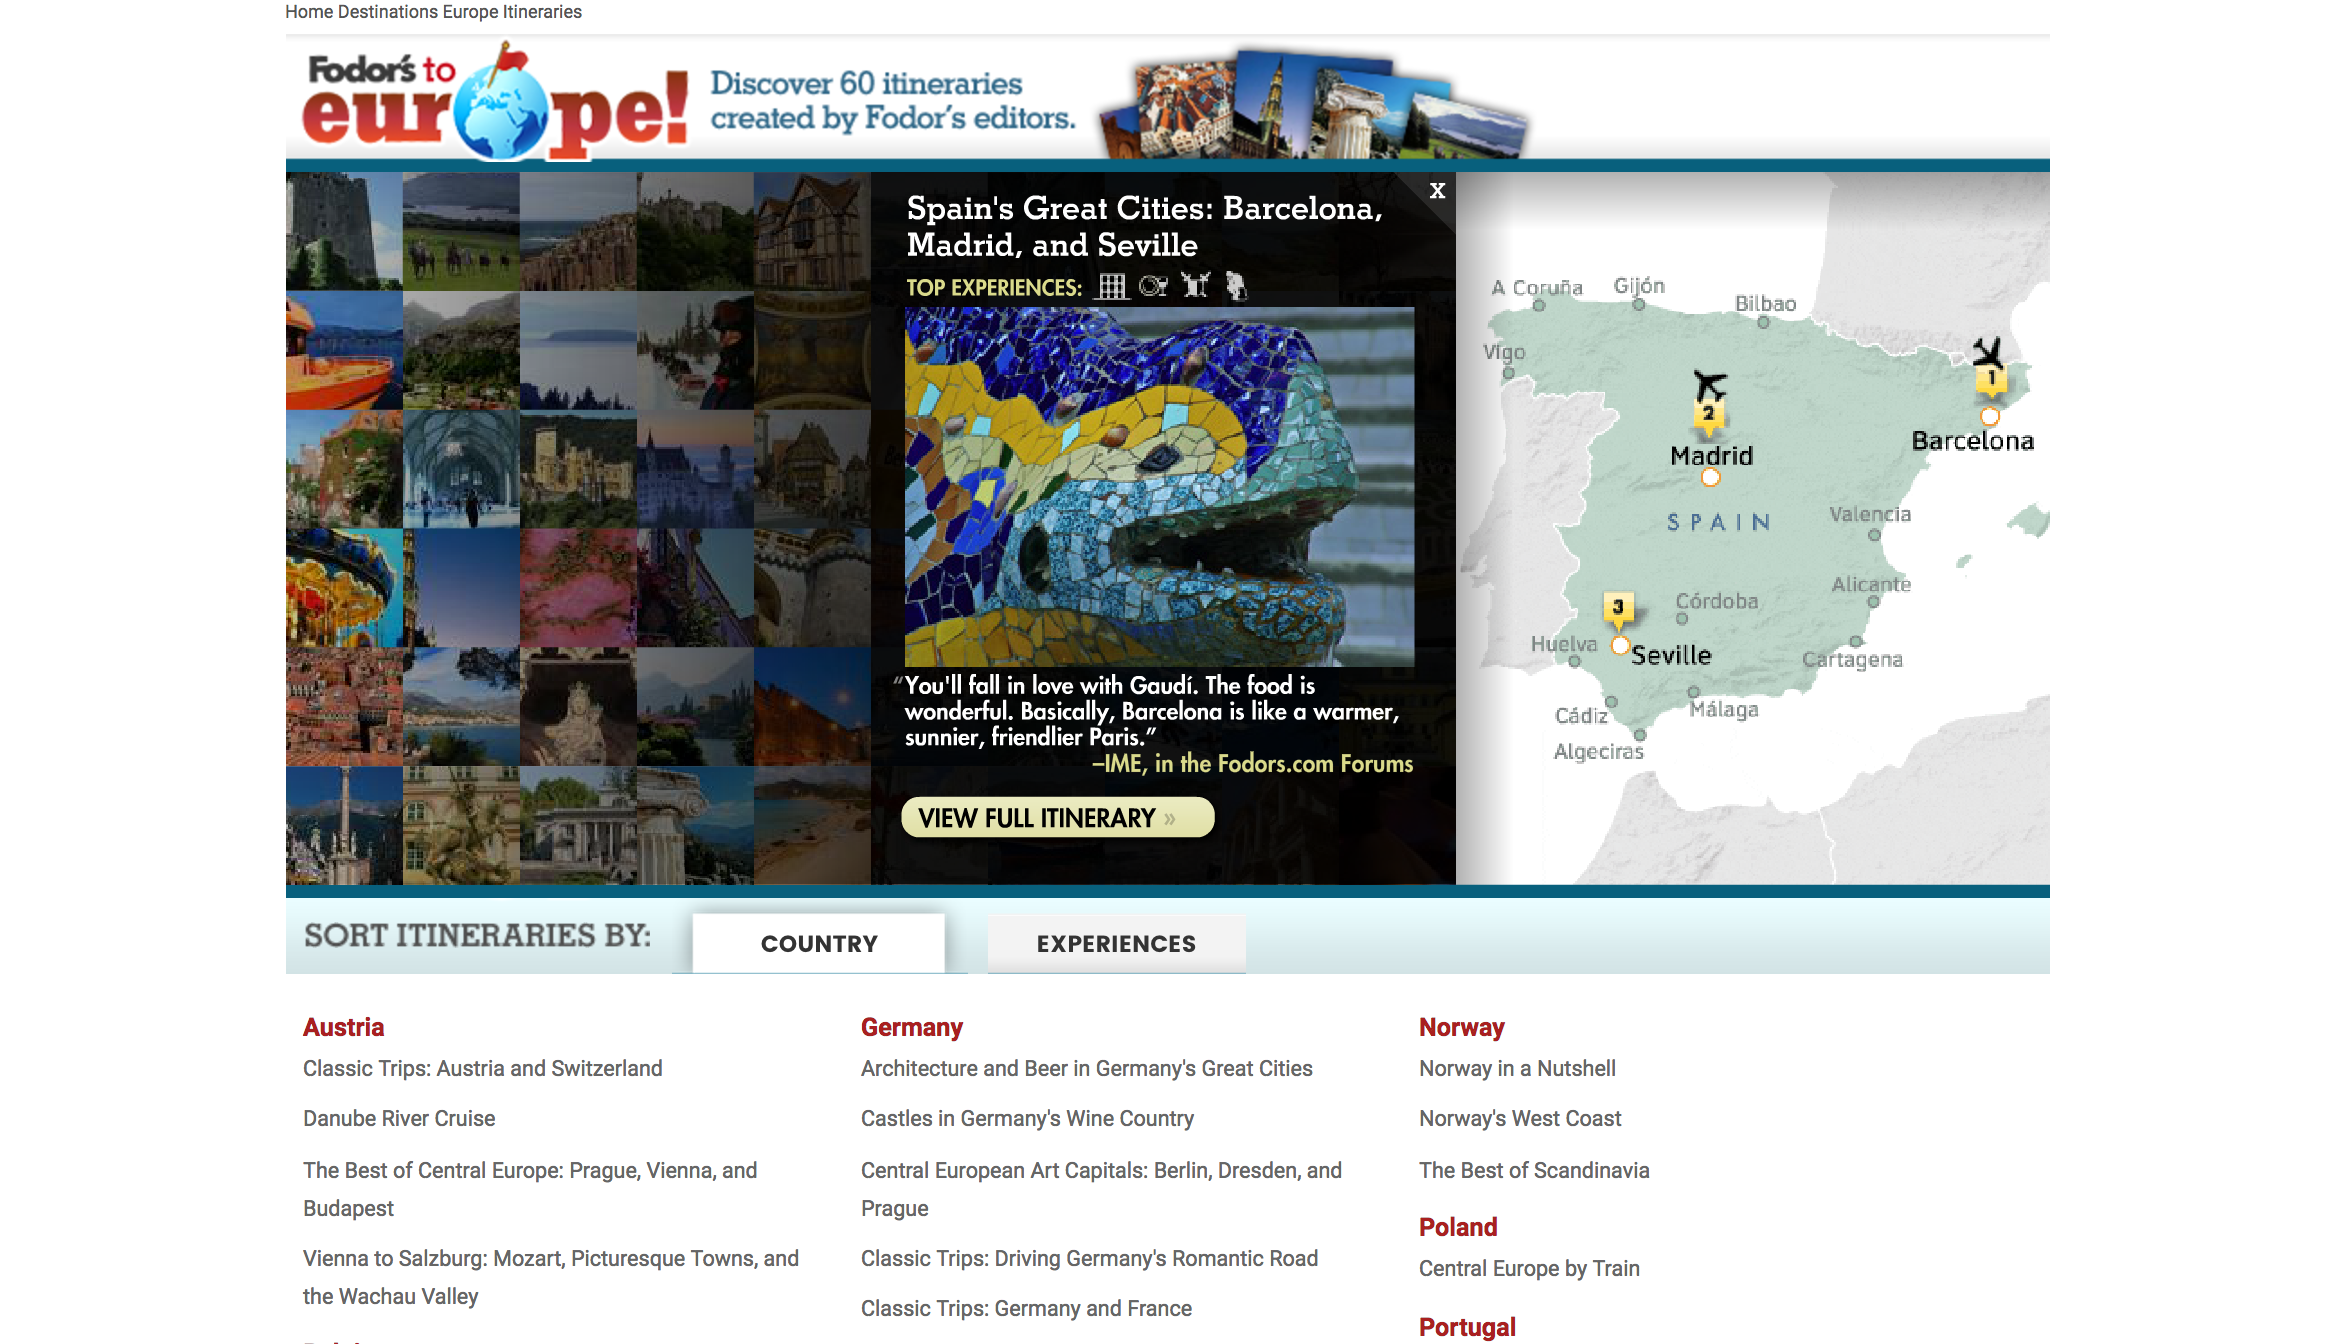 Home Destinations Europe Itineraries
Fodor's to
europe!
Discover 60 itineraries
created by Fodor's editors.
Spain's Great Cities: Barcelona,
Madrid, and Seville
X
TOP EXPERIENCES:
"You'll fall in love with Gaudí. The food is
wonderful. Basically, Barcelona is like a warmer,
sunnier, friendlier Paris."
–IME, in the Fodors.com Forums
VIEW FULL ITINERARY »
A Coruña
Gijón
Bilbao
Vigo
1
2
Barcelona
Madrid
SPAIN
Valencia
Alicante
3
Córdoba
Huelva
Seville
Cartagena
Cádiz
Málaga
Algeciras
SORT ITINERARIES BY:
COUNTRY
EXPERIENCES
Austria
Classic Trips: Austria and Switzerland
Danube River Cruise
The Best of Central Europe: Prague, Vienna, and
Budapest
Vienna to Salzburg: Mozart, Picturesque Towns, and
the Wachau Valley
Germany
Architecture and Beer in Germany's Great Cities
Castles in Germany's Wine Country
Central European Art Capitals: Berlin, Dresden, and
Prague
Classic Trips: Driving Germany's Romantic Road
Classic Trips: Germany and France
Norway
Norway in a Nutshell
Norway's West Coast
The Best of Scandinavia
Poland
Central Europe by Train
Portugal